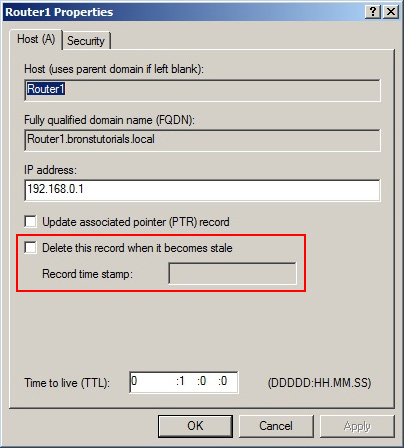 Router1 Properties
Host (A) Security
Host (uses parent domain if left blank):
Router1
Fully qualified domain name (FQDN):
Router1.bronstutorials.local
IP address:
192.168.0.1
Update associated pointer (PTR) record
Delete this record when it becomes stale
Record time stamp:
Time to live (TTL): 0 :1 :0 :0 (DDDDD:HH.MM.SS)
OK Cancel Apply